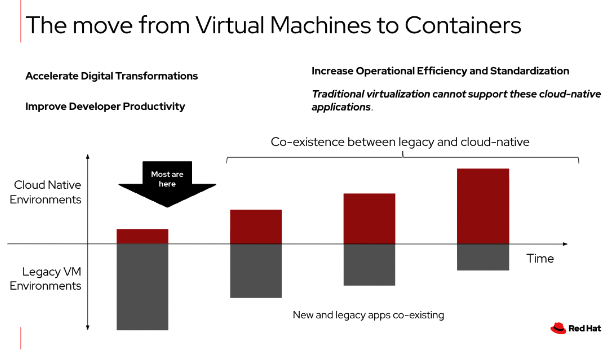 The move from Virtual Machines to Containers
Accelerate Digital Transformations
Improve Developer Productivity
Increase Operational Efficiency and Standardization
Traditional virtualization cannot support these cloud-native
applications.
Co-existence between legacy and cloud-native
Most are
here
Cloud Native
Environments
Legacy VM
Environments
Time
New and legacy apps co-existing
Red Hat